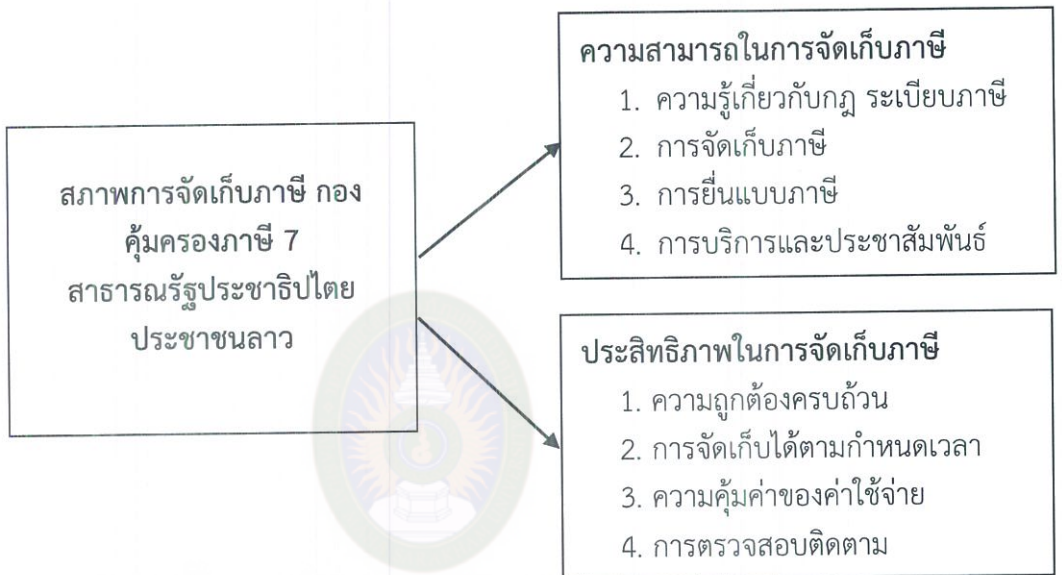 สภาพการจัดเก็บภาษี กอง
คุ้มครองภาษี 7
สาธารณรัฐประชาธิปไตย
ประชาชนลาว
ความสามารถในการจัดเก็บภาษี
1. ความรู้เกี่ยวกับกฎ ระเบียบภาษี
2. การจัดเก็บภาษี
3. การยื่นแบบภาษี
4. การบริการและประชาสัมพันธ์
ประสิทธิภาพในการจัดเก็บภาษี
1. ความถูกต้องครบถ้วน
2. การจัดเก็บได้ตามกำหนดเวลา
3. ความคุ้มค่าของค่าใช้จ่าย
4. การตรวจสอบติดตาม